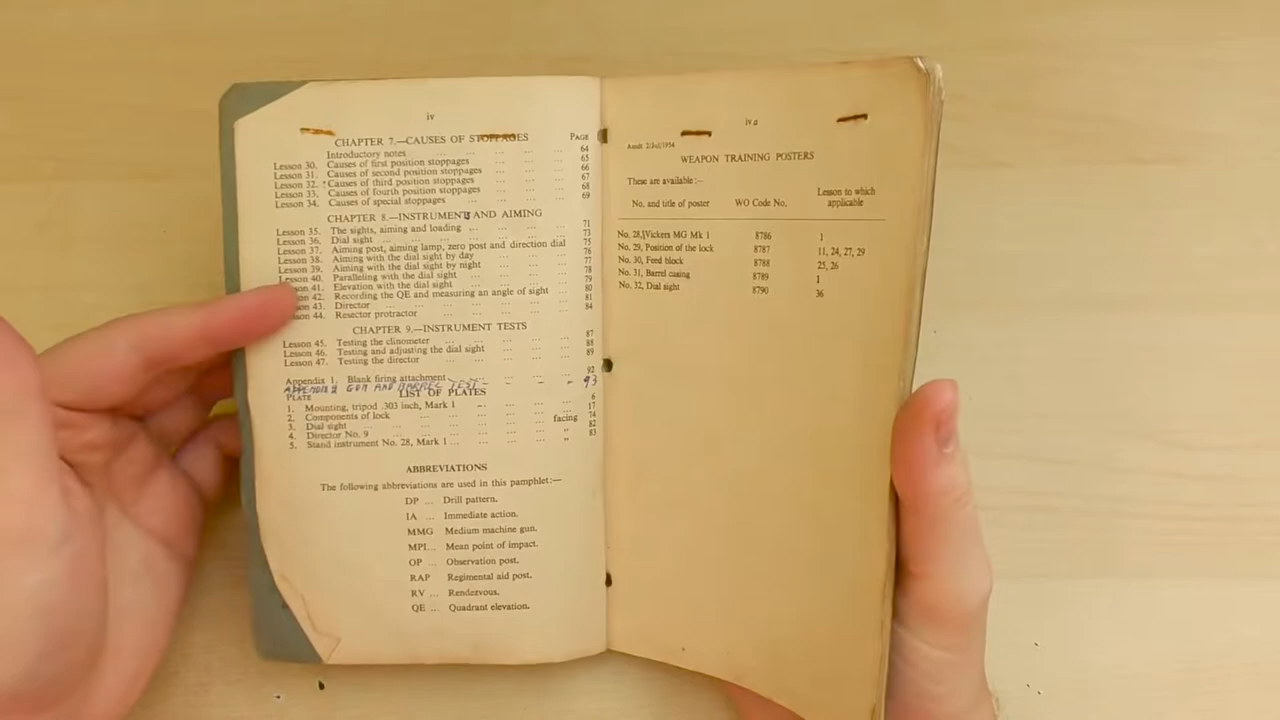 iv
CHAPTER 7.—CAUSES OF STOPPAGES PAGE
Introductory notes ... ... ... ... 64
Lesson 30. Causes of first position stoppages ... ... 65
Lesson 31. Causes of second position stoppages ... ... 66
Lesson 32. Causes of third position stoppages ... ... 67
Lesson 33. Causes of fourth position stoppages ... ... 68
Lesson 34. Causes of special stoppages ... ... ... 69
CHAPTER 8.—INSTRUMENTS AND AIMING
Lesson 35. The sights, aiming and loading ... ... ... 71
Lesson 36. Dial sight ... ... ... ... ... 73
Lesson 37. Aiming post, aiming lamp, zero post and direction dial 75
Lesson 38. Aiming with the dial sight by day ... ... 76
Lesson 39. Aiming with the dial sight by night ... ... 77
Lesson 40. Paralleling with the dial sight ... ... ... 78
son 41. Elevation with the dial sight ... ... ... 79
on 42. Recording the QE and measuring an angle of sight ... 80
on 43. Director ... ... ... ... ... 81
son 44. Resector protractor ... ... ... ... 84
CHAPTER 9.—INSTRUMENT TESTS
Lesson 45. Testing the clinometer ... ... ... ... 87
Lesson 46. Testing and adjusting the dial sight ... ... 88
Lesson 47. Testing the director ... ... ... ... 89
Appendix 1. Blank firing attachment ... ... ... 92
APPENDIX 2 GUN AND BARREL TEST - - - - 93
LIST OF PLATES
PLATE
1. Mounting, tripod .303 inch, Mark 1 ... ... ... 6
2. Components of lock ... ... ... ... 17
3. Dial sight ... ... ... ... facing 74
4. Director No. 9 ... ... ... ... ,, 82
5. Stand instrument No. 28, Mark 1 ... ... ... ,, 83
ABBREVIATIONS
The following abbreviations are used in this pamphlet:—
DP ... Drill pattern.
IA ... Immediate action.
MMG Medium machine gun.
MPI... Mean point of impact.
OP ... Observation post.
RAP Regimental aid post.
RV ... Rendezvous.
QE ... Quadrant elevation.
iva
Amdt 2/Jul/1954
WEAPON TRAINING POSTERS
These are available:-
No. and title of poster WO Code No. Lesson to which
applicable
No. 28, Vickers MG Mk 1 8786 1
No. 29, Position of the lock 8787 11, 24, 27, 29
No. 30, Feed block 8788 25, 26
No. 31, Barrel casing 8789 1
No. 32, Dial sight 8790 36